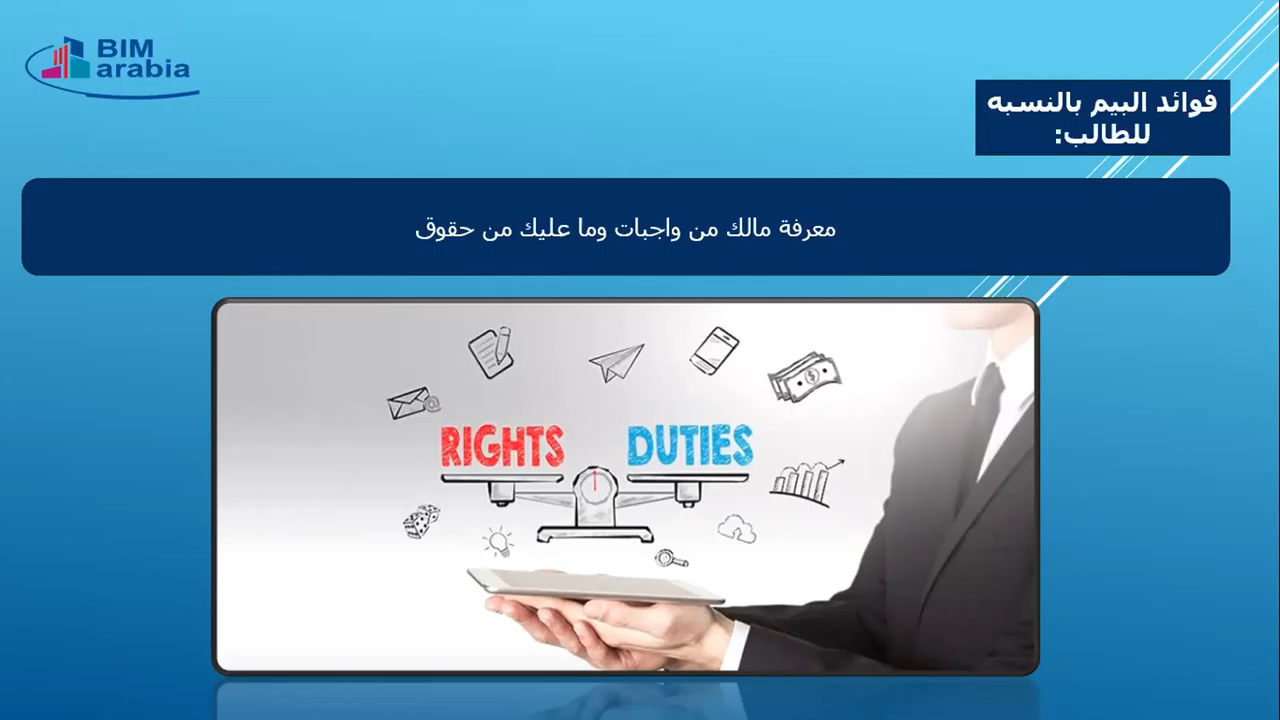 BIM
arabia
فوائد البيم بالنسبه
للطالب:
معرفة مالك من واجبات وما عليك من حقوق
RIGHTS DUTIES